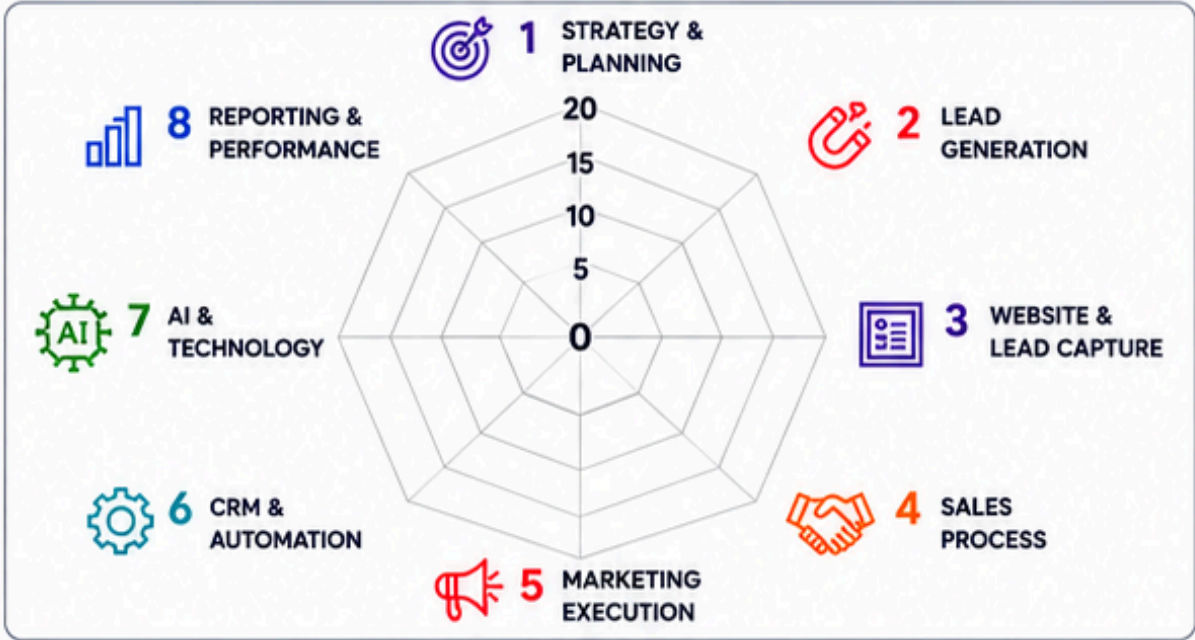 1 STRATEGY &
PLANNING
8 REPORTING &
PERFORMANCE
2 LEAD
GENERATION
20
15
10
5
0
AI
7 AI &
TECHNOLOGY
3 WEBSITE &
LEAD CAPTURE
6 CRM &
AUTOMATION
4 SALES
PROCESS
5 MARKETING
EXECUTION